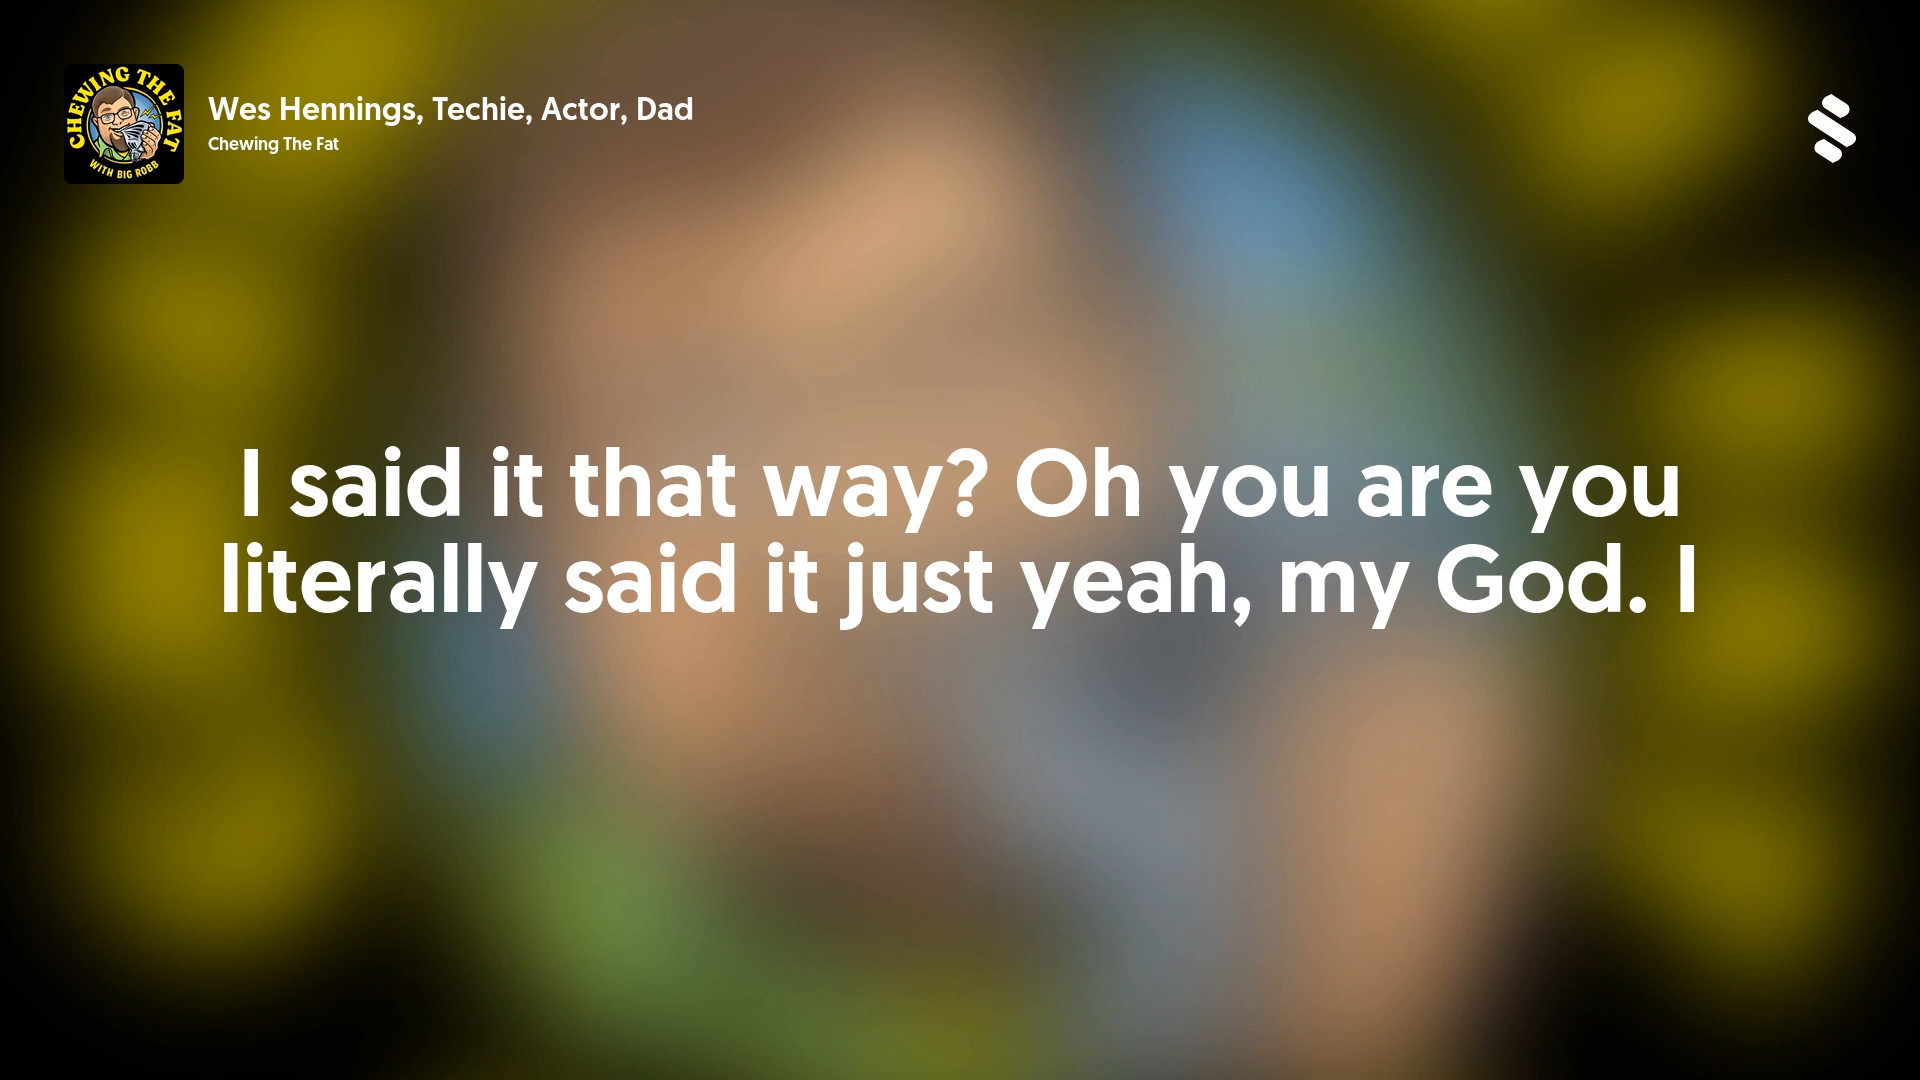 CHEWING THE FAT
WITH BIG ROBB
Wes Hennings, Techie, Actor, Dad
Chewing The Fat
I said it that way? Oh you are you
literally said it just yeah, my God. I